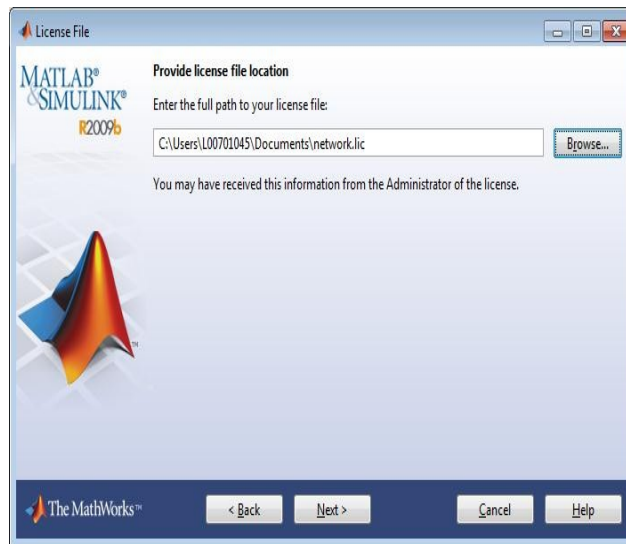 License File
MATLAB®
&SIMULINK®
R2009b
Provide license file location
Enter the full path to your license file:
C:\Users\L00701045\Documents\network.lic
Browse...
You may have received this information from the Administrator of the license.
TM
The MathWorks™
< Back
Next >
Cancel
Help